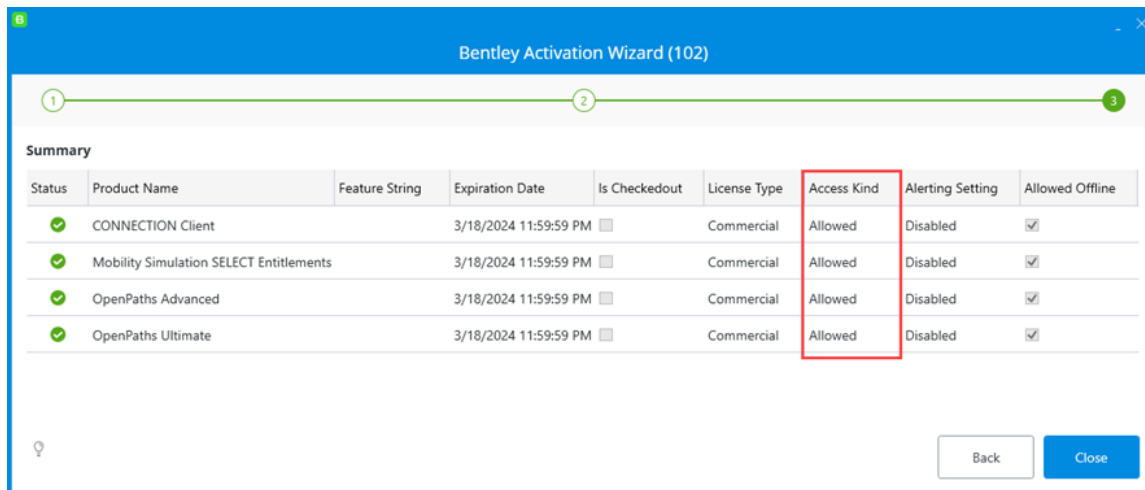 B
Bentley Activation Wizard (102)
1 2 3
Summary
Status Product Name Feature String Expiration Date Is Checkedout License Type Access Kind Alerting Setting Allowed Offline
CONNECTION Client 3/18/2024 11:59:59 PM Commercial Allowed Disabled
Mobility Simulation SELECT Entitlements 3/18/2024 11:59:59 PM Commercial Allowed Disabled
OpenPaths Advanced 3/18/2024 11:59:59 PM Commercial Allowed Disabled
OpenPaths Ultimate 3/18/2024 11:59:59 PM Commercial Allowed Disabled
Back Close